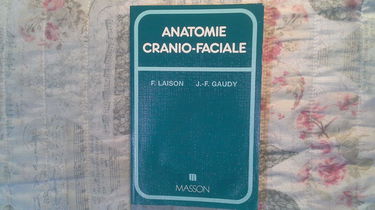 ANATOMIE
CRANIO-FACIALE
F. LAISON J.-F. GAUDY
MASSON